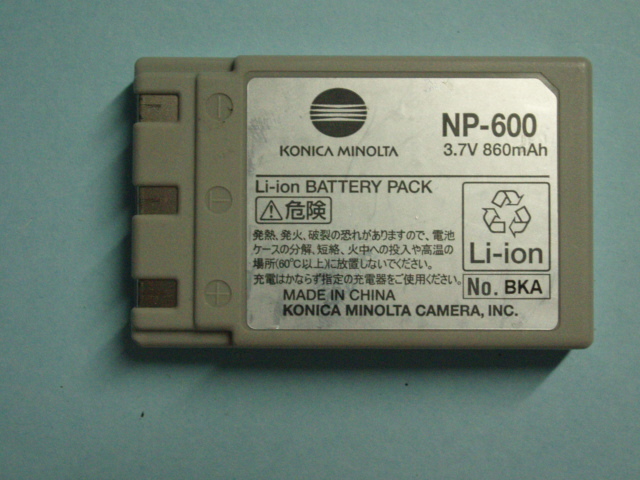 KONICA MINOLTA
NP-600
3.7V 860mAh
Li-ion BATTERY PACK
危険
発熱、発火、破裂の恐れがありますので、電池
ケースの分解、短絡、火中への投入や高温の
場所(60℃以上)に放置しないでください。
充電はかならず指定の充電器をご使用ください。
MADE IN CHINA
KONICA MINOLTA CAMERA, INC.
Li-ion
No. BKA